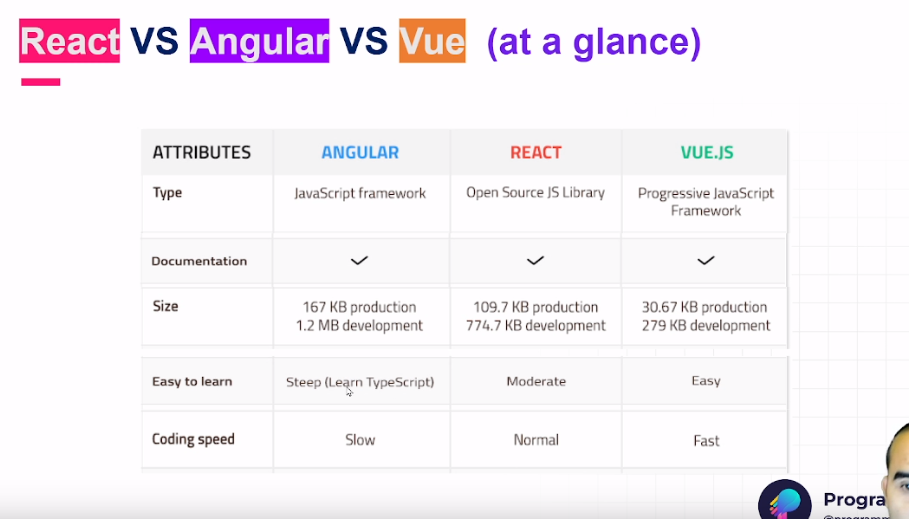 React VS Angular VS Vue (at a glance)
ATTRIBUTES ANGULAR REACT VUE.JS
Type JavaScript framework Open Source JS Library Progressive JavaScript
Framework
Documentation
Size 167 KB production 109.7 KB production 30.67 KB production
1.2 MB development 774.7 KB development 279 KB development
Easy to learn Steep (Learn TypeScript) Moderate Easy
Coding speed Slow Normal Fast
Progra